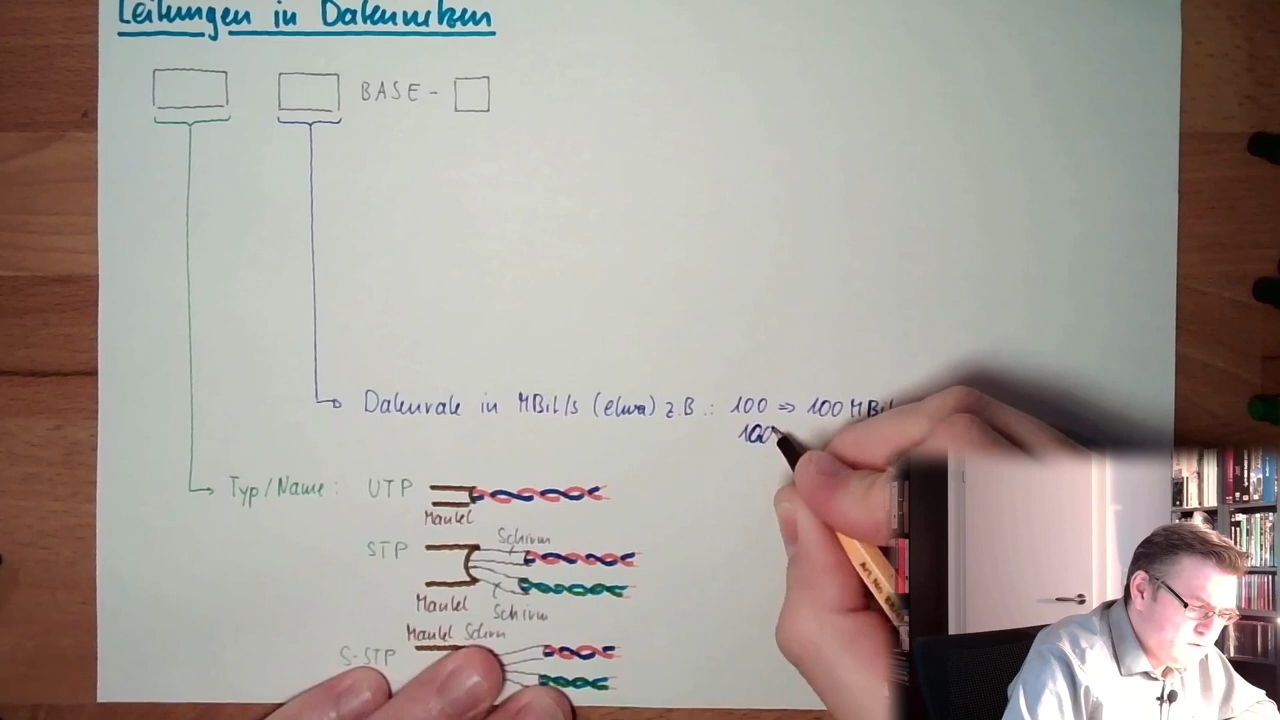 Leitungen in Datennetzen
BASE -
Datenrate in MBit/s (etwa) z.B.: 100 => 100 MBit
100
Typ/Name: UTP
Mantel
Schirm
STP
Mantel Schirm
Mantel Schirm
S-STP